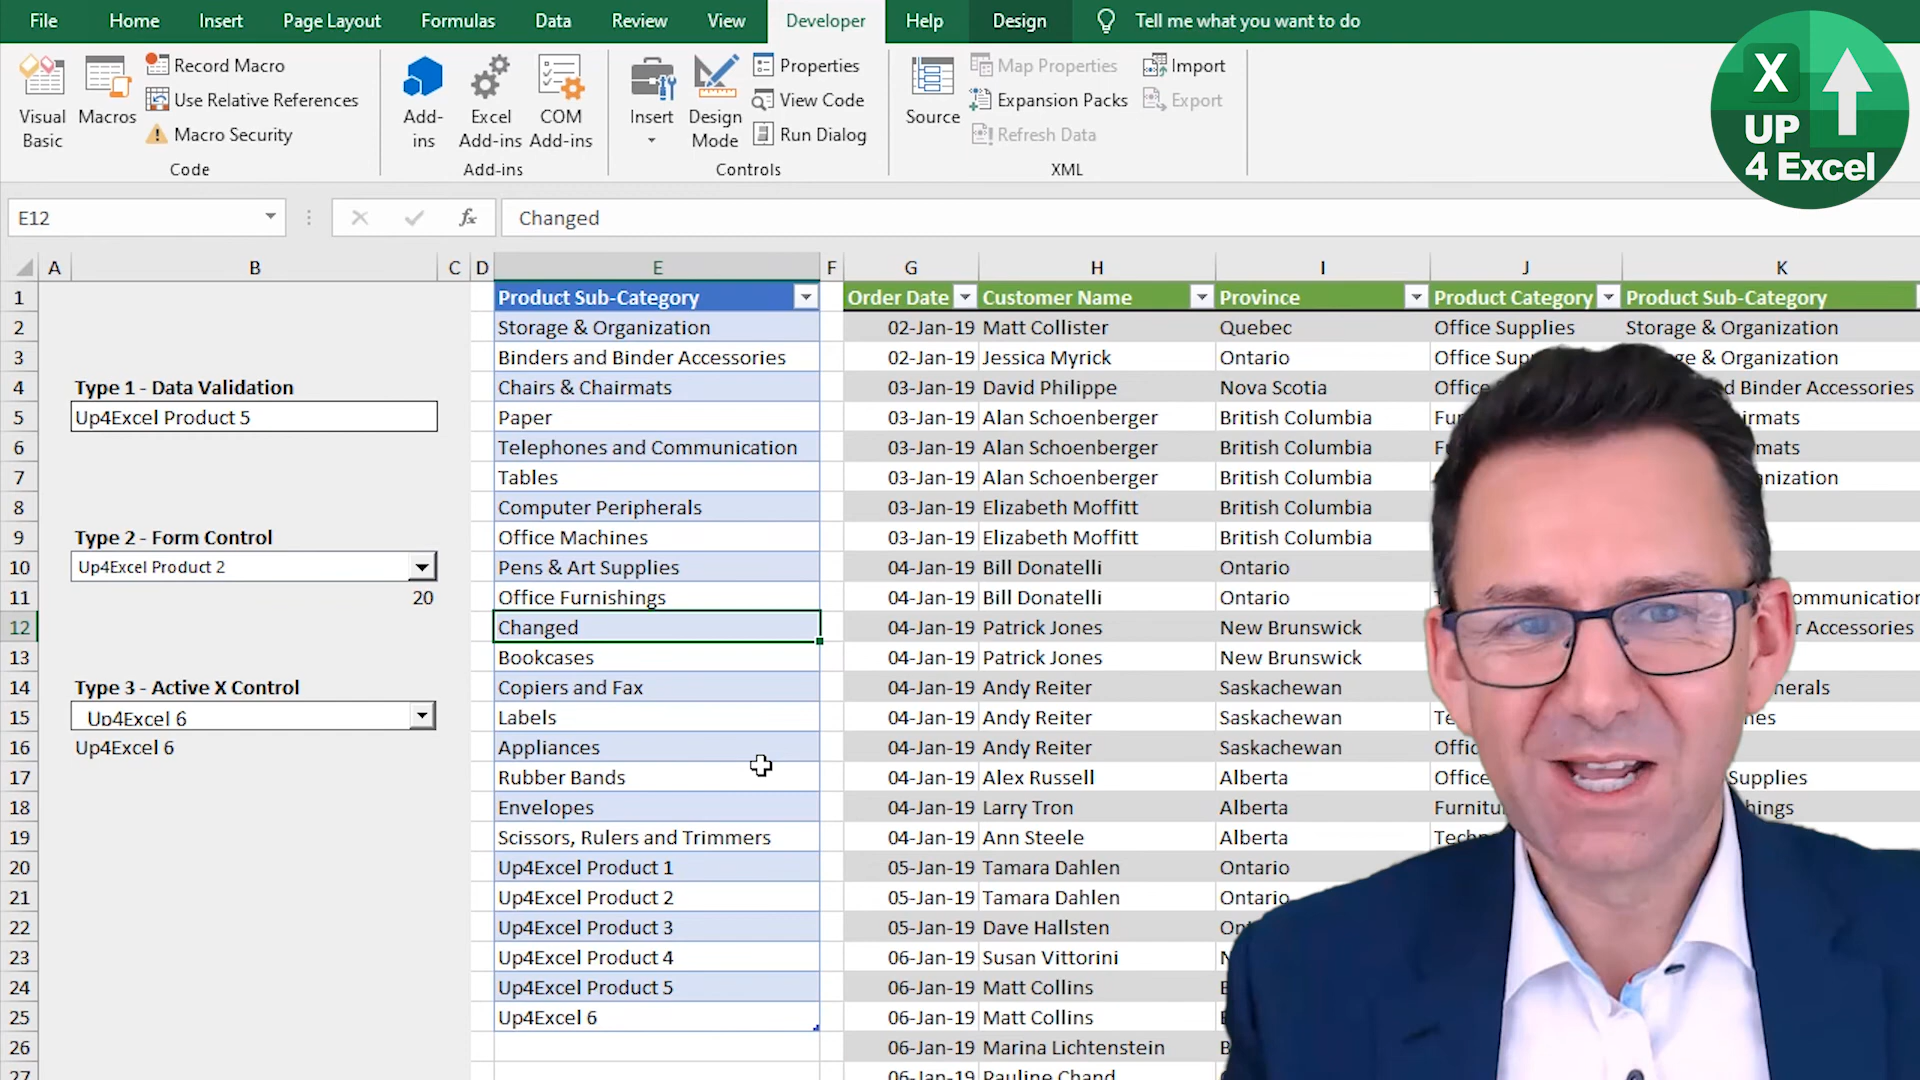 File Home Insert Page Layout Formulas Data Review View Developer Help Design Tell me what you want to do
Visual Basic
Macros
Record Macro
Use Relative References
Macro Security
Code
Add-ins
Excel Add-ins
COM Add-ins
Add-ins
Insert
Design Mode
Properties
View Code
Run Dialog
Controls
Source
Map Properties
Expansion Packs
Refresh Data
Import
Export
XML
X
UP
4 Excel
E12 fx Changed
A B C D E F G H I J K
1 Product Sub-Category Order Date Customer Name Province Product Category Product Sub-Category
2 Storage & Organization 02-Jan-19 Matt Collister Quebec Office Supplies Storage & Organization
3 Binders and Binder Accessories 02-Jan-19 Jessica Myrick Ontario Office & Organization
4 Type 1 - Data Validation Chairs & Chairmats 03-Jan-19 David Philippe Nova Scotia Office Binder Accessories
5 Up4Excel Product 5 Paper 03-Jan-19 Alan Schoenberger British Columbia
6 Telephones and Communication 03-Jan-19 Alan Schoenberger British Columbia
7 Tables 03-Jan-19 Alan Schoenberger British Columbia
8 Computer Peripherals 03-Jan-19 Elizabeth Moffitt British Columbia
9 Type 2 - Form Control Office Machines 03-Jan-19 Elizabeth Moffitt British Columbia
10 Up4Excel Product 2 Pens & Art Supplies 04-Jan-19 Bill Donatelli Ontario
11 20 Office Furnishings 04-Jan-19 Bill Donatelli Ontario
12 Changed 04-Jan-19 Patrick Jones New Brunswick Accessories
13 Bookcases 04-Jan-19 Patrick Jones New Brunswick
14 Type 3 - Active X Control Copiers and Fax 04-Jan-19 Andy Reiter Saskachewan
15 Up4Excel 6 Labels 04-Jan-19 Andy Reiter Saskachewan
16 Up4Excel 6 Appliances 04-Jan-19 Andy Reiter Saskachewan
17 Rubber Bands 04-Jan-19 Alex Russell Alberta Office Supplies
18 Envelopes 04-Jan-19 Larry Tron Alberta
19 Scissors, Rulers and Trimmers 04-Jan-19 Ann Steele Alberta
20 Up4Excel Product 1 05-Jan-19 Tamara Dahlen Ontario
21 Up4Excel Product 2 05-Jan-19 Tamara Dahlen Ontario
22 Up4Excel Product 3 05-Jan-19 Dave Hallsten
23 Up4Excel Product 4 06-Jan-19 Susan Vittorini
24 Up4Excel Product 5 06-Jan-19 Matt Collins
25 Up4Excel 6 06-Jan-19 Matt Collins
26 06-Jan-19 Marina Lichtenstein
27 06-Jan-19 Pauline Chand